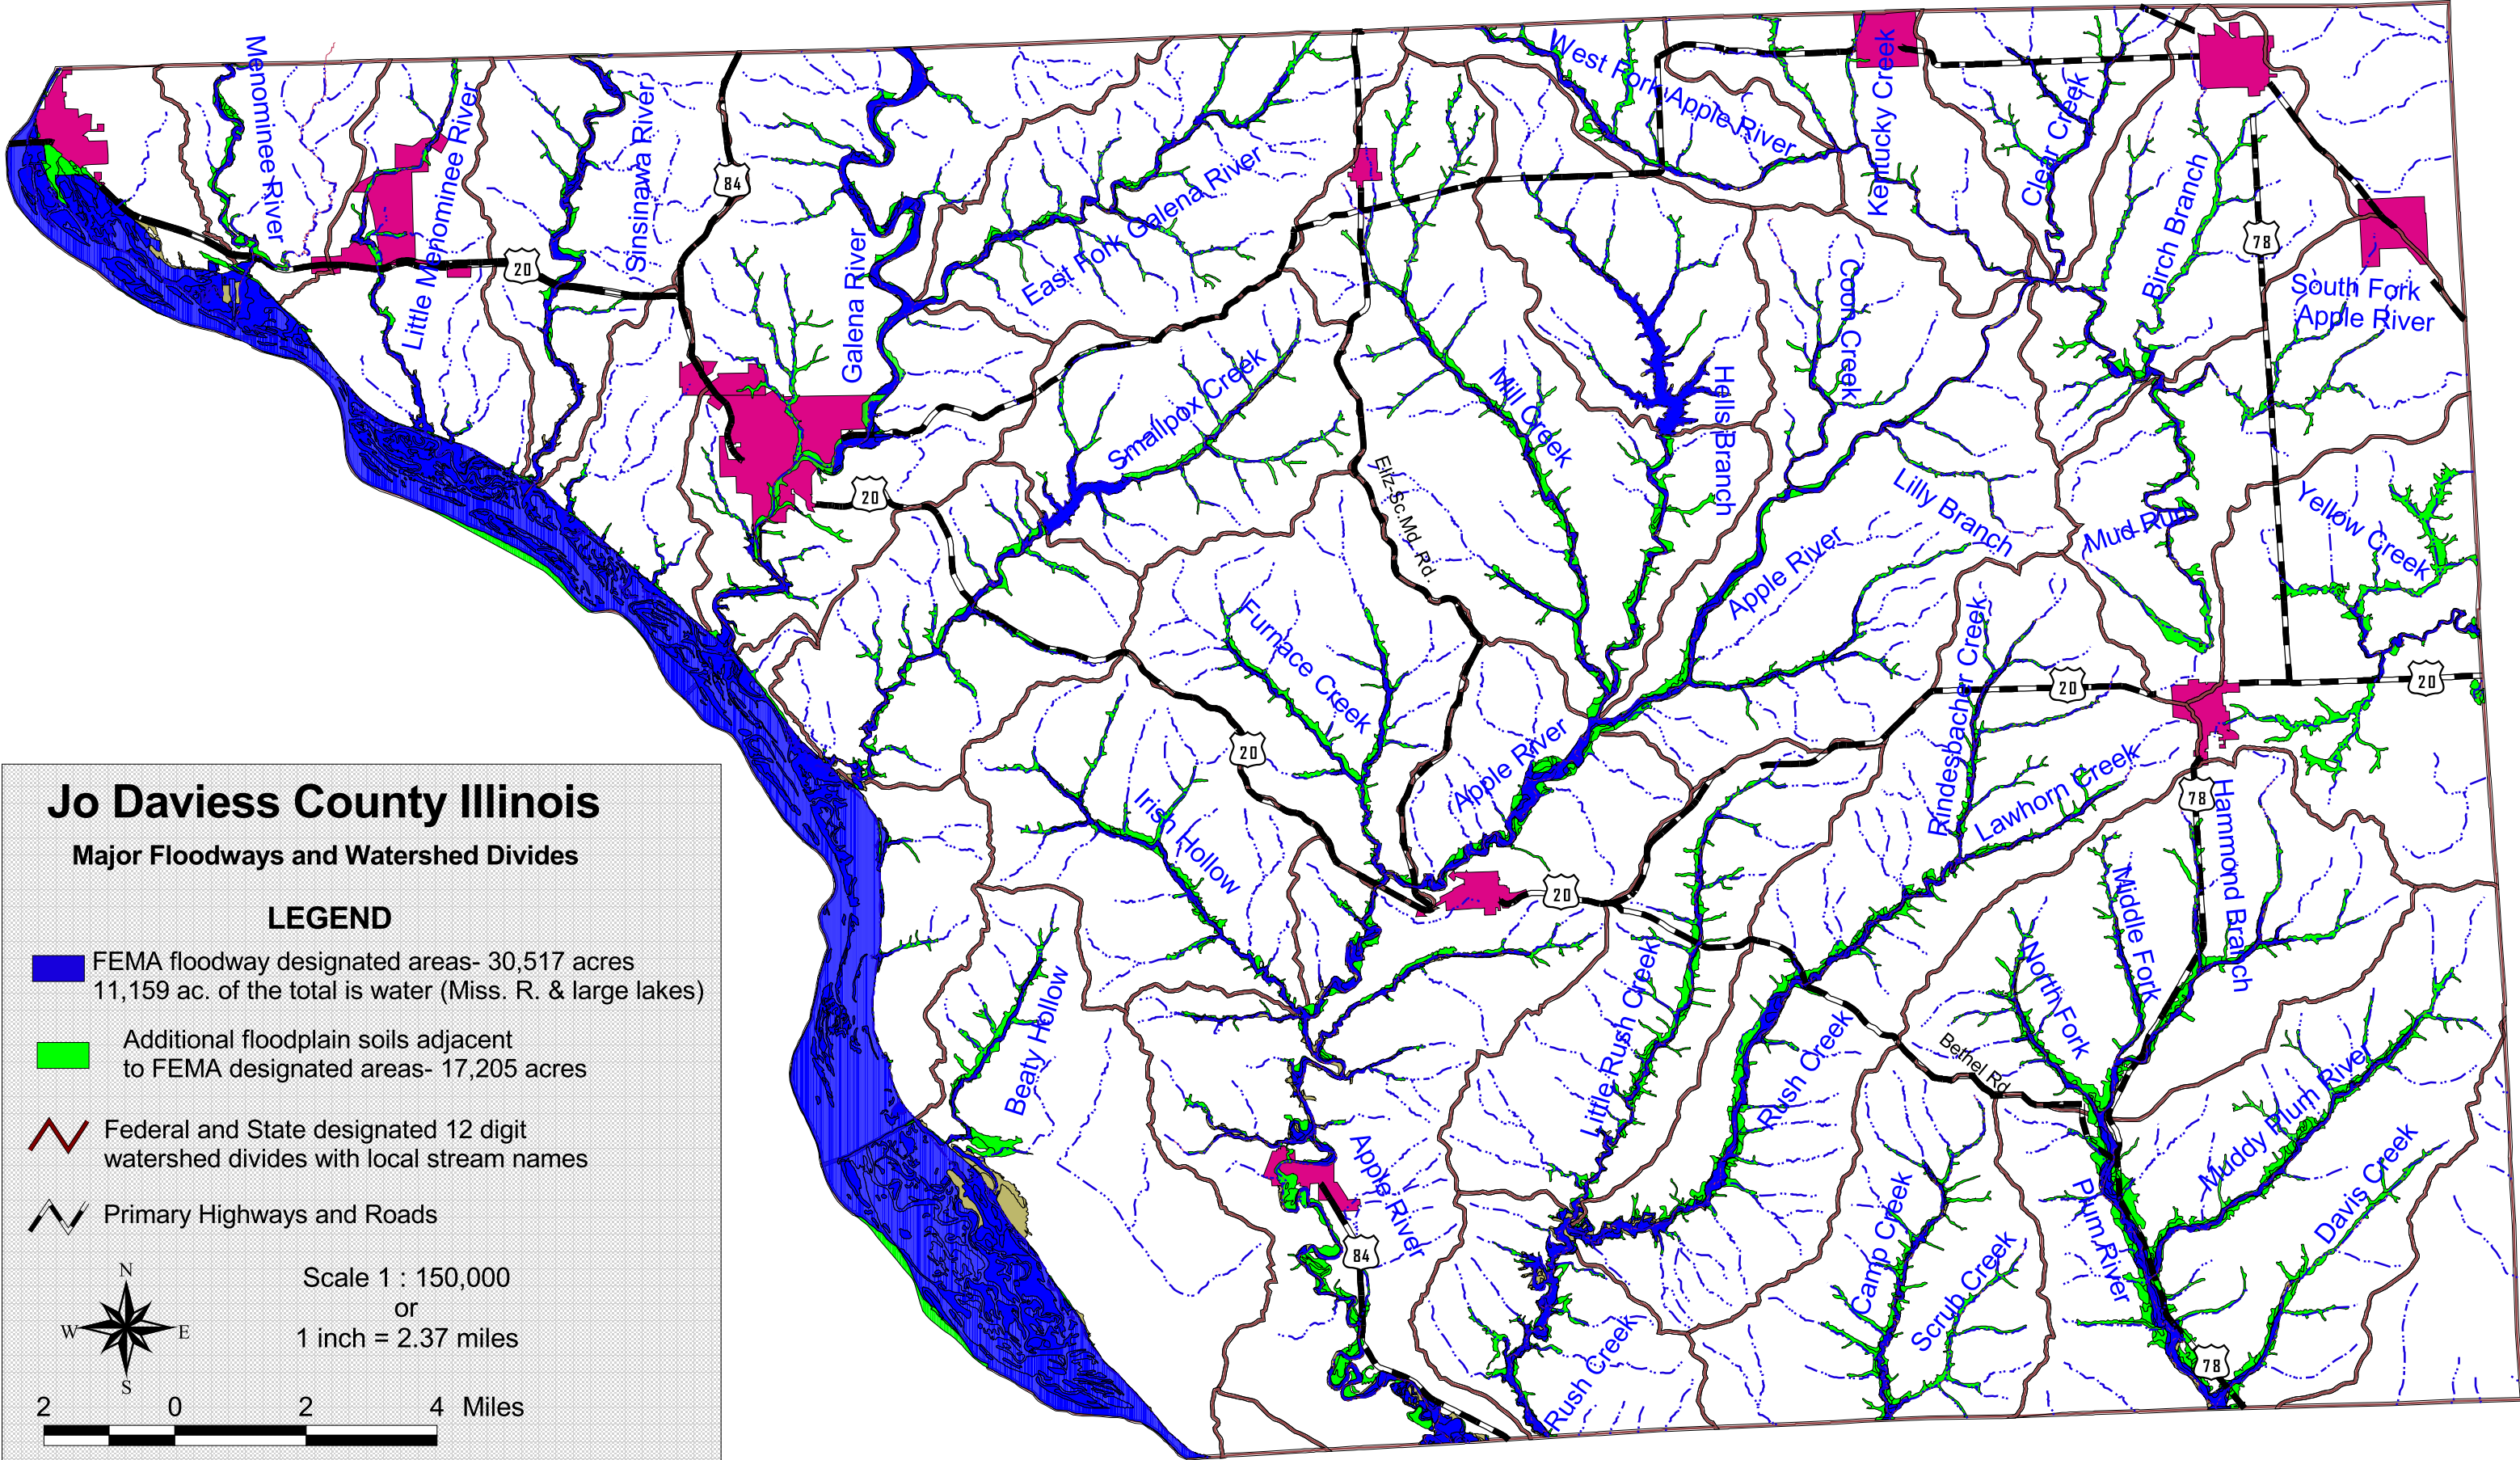 Menominee River
Little Menominee River
Sinsinawa River
84
20
Galena River
East Fork Galena River
West Fork Apple River
Kentucky Creek
Clear Creek
Birch Branch
78
South Fork
Apple River
Coon Creek
Hells Branch
Mill Creek
Smallpox Creek
20
Eliz-Sc.Md. Rd.
Lilly Branch
Mud Run
Yellow Creek
Apple River
Furnace Creek
Rindesbacher Creek
20
20
20
Apple River
Irish Hollow
Lawhorn Creek
78
Hammond Branch
Middle Fork
North Fork
20
Little Rush Creek
Rush Creek
Bethel Rd.
Beaty Hollow
Muddy Plum River
Davis Creek
Plum River
Apple River
84
Camp Creek
Scrub Creek
Rush Creek
78
Jo Daviess County Illinois
Major Floodways and Watershed Divides
LEGEND
FEMA floodway designated areas- 30,517 acres
11,159 ac. of the total is water (Miss. R. & large lakes)
Additional floodplain soils adjacent
to FEMA designated areas- 17,205 acres
Federal and State designated 12 digit
watershed divides with local stream names
Primary Highways and Roads
N
W
E
S
Scale 1 : 150,000
or
1 inch = 2.37 miles
2 0 2 4 Miles